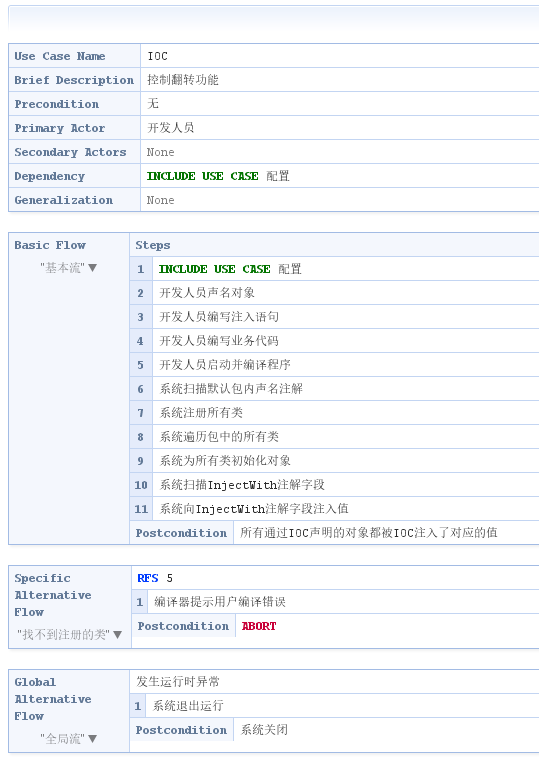 Use Case Name IOC
Brief Description 控制翻转功能
Precondition 无
Primary Actor 开发人员
Secondary Actors None
Dependency INCLUDE USE CASE 配置
Generalization None
Basic Flow Steps
"基本流"▼
1 INCLUDE USE CASE 配置
2 开发人员声名对象
3 开发人员编写注入语句
4 开发人员编写业务代码
5 开发人员启动并编译程序
6 系统扫描默认包内声名注解
7 系统注册所有类
8 系统遍历包中的所有类
9 系统为所有类初始化对象
10 系统扫描InjectWith注解字段
11 系统向InjectWith注解字段注入值
Postcondition 所有通过IOC声明的对象都被IOC注入了对应的值
Specific
Alternative
Flow
"找不到注册的类"▼
RFS 5
1 编译器提示用户编译错误
Postcondition ABORT
Global
Alternative
Flow
"全局流"▼
发生运行时异常
1 系统退出运行
Postcondition 系统关闭